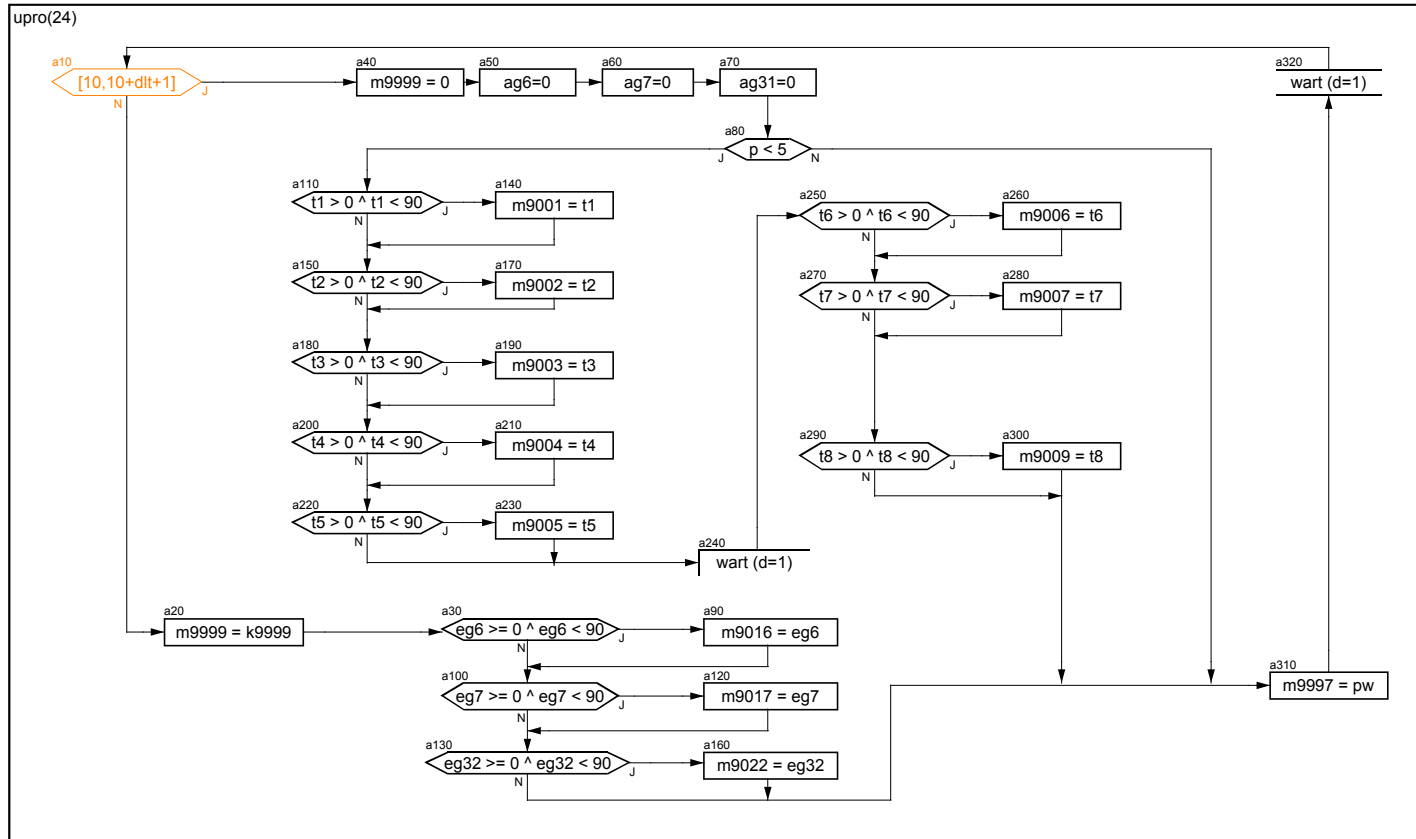 upro(24)
a10
[10,10+dlt+1]
J
N
a40
m9999 = 0
a50
ag6=0
a60
ag7=0
a70
ag31=0
a320
wart (d=1)
a80
p < 5
J
N
a110
t1 > 0 ^ t1 < 90
J
N
a140
m9001 = t1
a150
t2 > 0 ^ t2 < 90
J
N
a170
m9002 = t2
a180
t3 > 0 ^ t3 < 90
J
N
a190
m9003 = t3
a200
t4 > 0 ^ t4 < 90
J
N
a210
m9004 = t4
a220
t5 > 0 ^ t5 < 90
J
N
a230
m9005 = t5
a240
wart (d=1)
a250
t6 > 0 ^ t6 < 90
J
N
a260
m9006 = t6
a270
t7 > 0 ^ t7 < 90
J
N
a280
m9007 = t7
a290
t8 > 0 ^ t8 < 90
J
N
a300
m9009 = t8
a20
m9999 = k9999
a30
eg6 >= 0 ^ eg6 < 90
J
N
a90
m9016 = eg6
a100
eg7 >= 0 ^ eg7 < 90
J
N
a120
m9017 = eg7
a130
eg32 >= 0 ^ eg32 < 90
J
N
a160
m9022 = eg32
a310
m9997 = pw